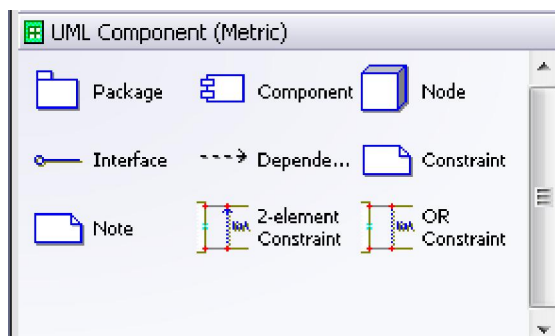 UML Component (Metric)
Package Component Node
Interface Depende... Constraint
Note 2-element Constraint OR Constraint